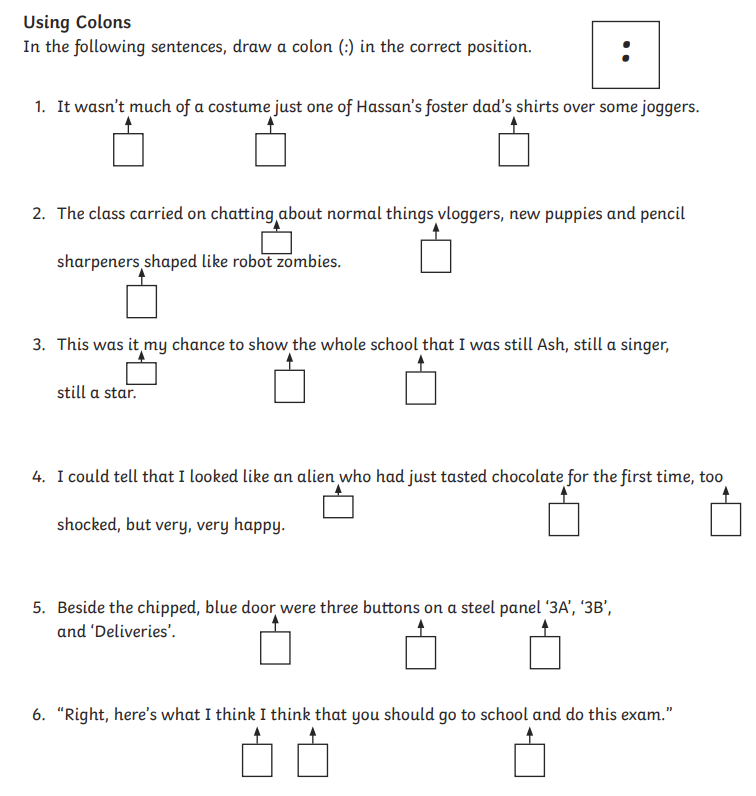 Using Colons
In the following sentences, draw a colon (:) in the correct position.
:
1. It wasn’t much of a costume just one of Hassan’s foster dad’s shirts over some joggers.
2. The class carried on chatting about normal things vloggers, new puppies and pencil
sharpeners shaped like robot zombies.
3. This was it my chance to show the whole school that I was still Ash, still a singer,
still a star.
4. I could tell that I looked like an alien who had just tasted chocolate for the first time, too
shocked, but very, very happy.
5. Beside the chipped, blue door were three buttons on a steel panel ‘3A’, ‘3B’,
and ‘Deliveries’.
6. “Right, here’s what I think I think that you should go to school and do this exam.”